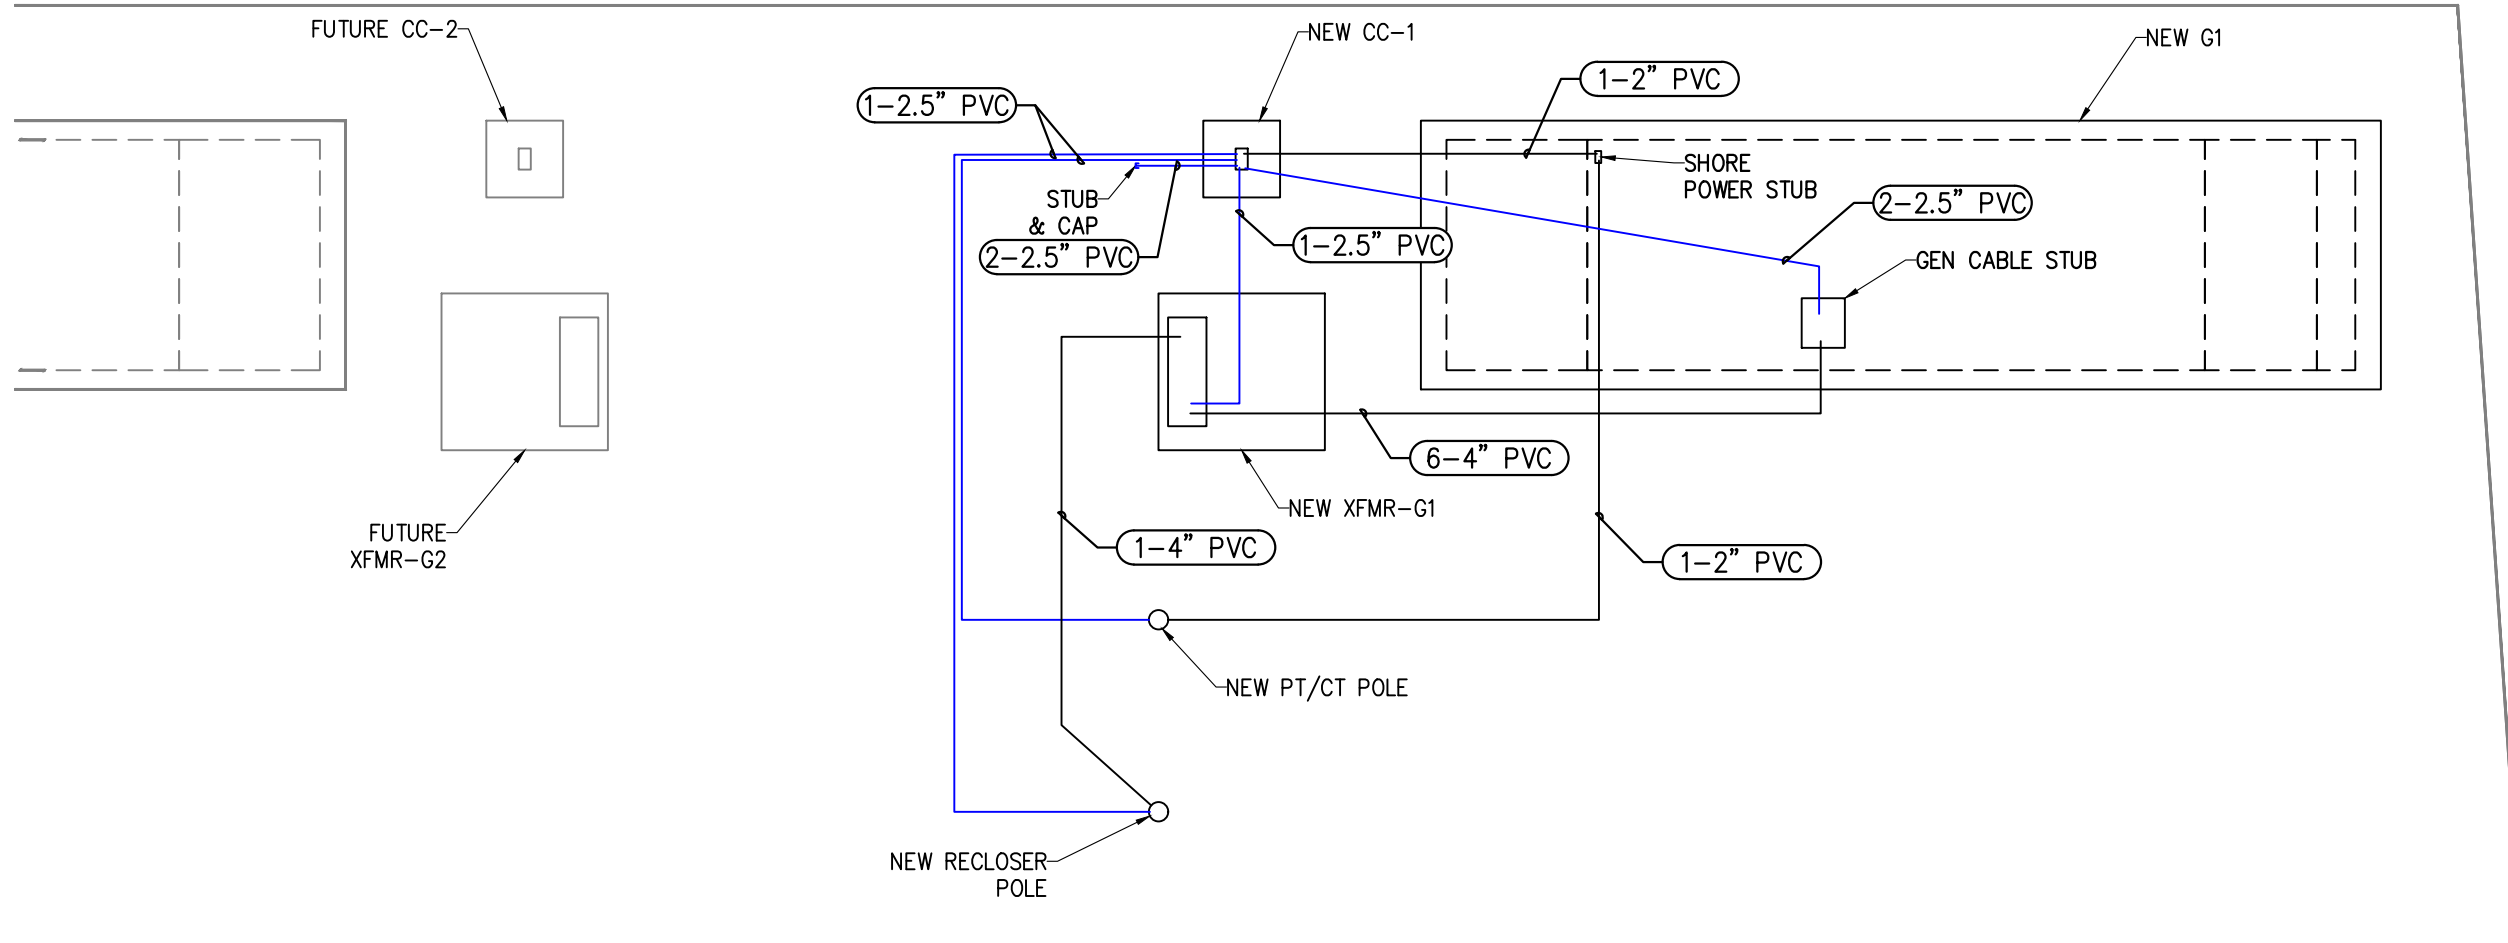 FUTURE CC-2
NEW CC-1
NEW G1
1-2" PVC
1-2.5" PVC
SHORE
POWER STUB
STUB
& CAP
2-2.5" PVC
2-2.5" PVC
1-2.5" PVC
GEN CABLE STUB
6-4" PVC
NEW XFMR-G1
FUTURE
XFMR-G2
1-4" PVC
1-2" PVC
NEW PT/CT POLE
NEW RECLOSER
POLE